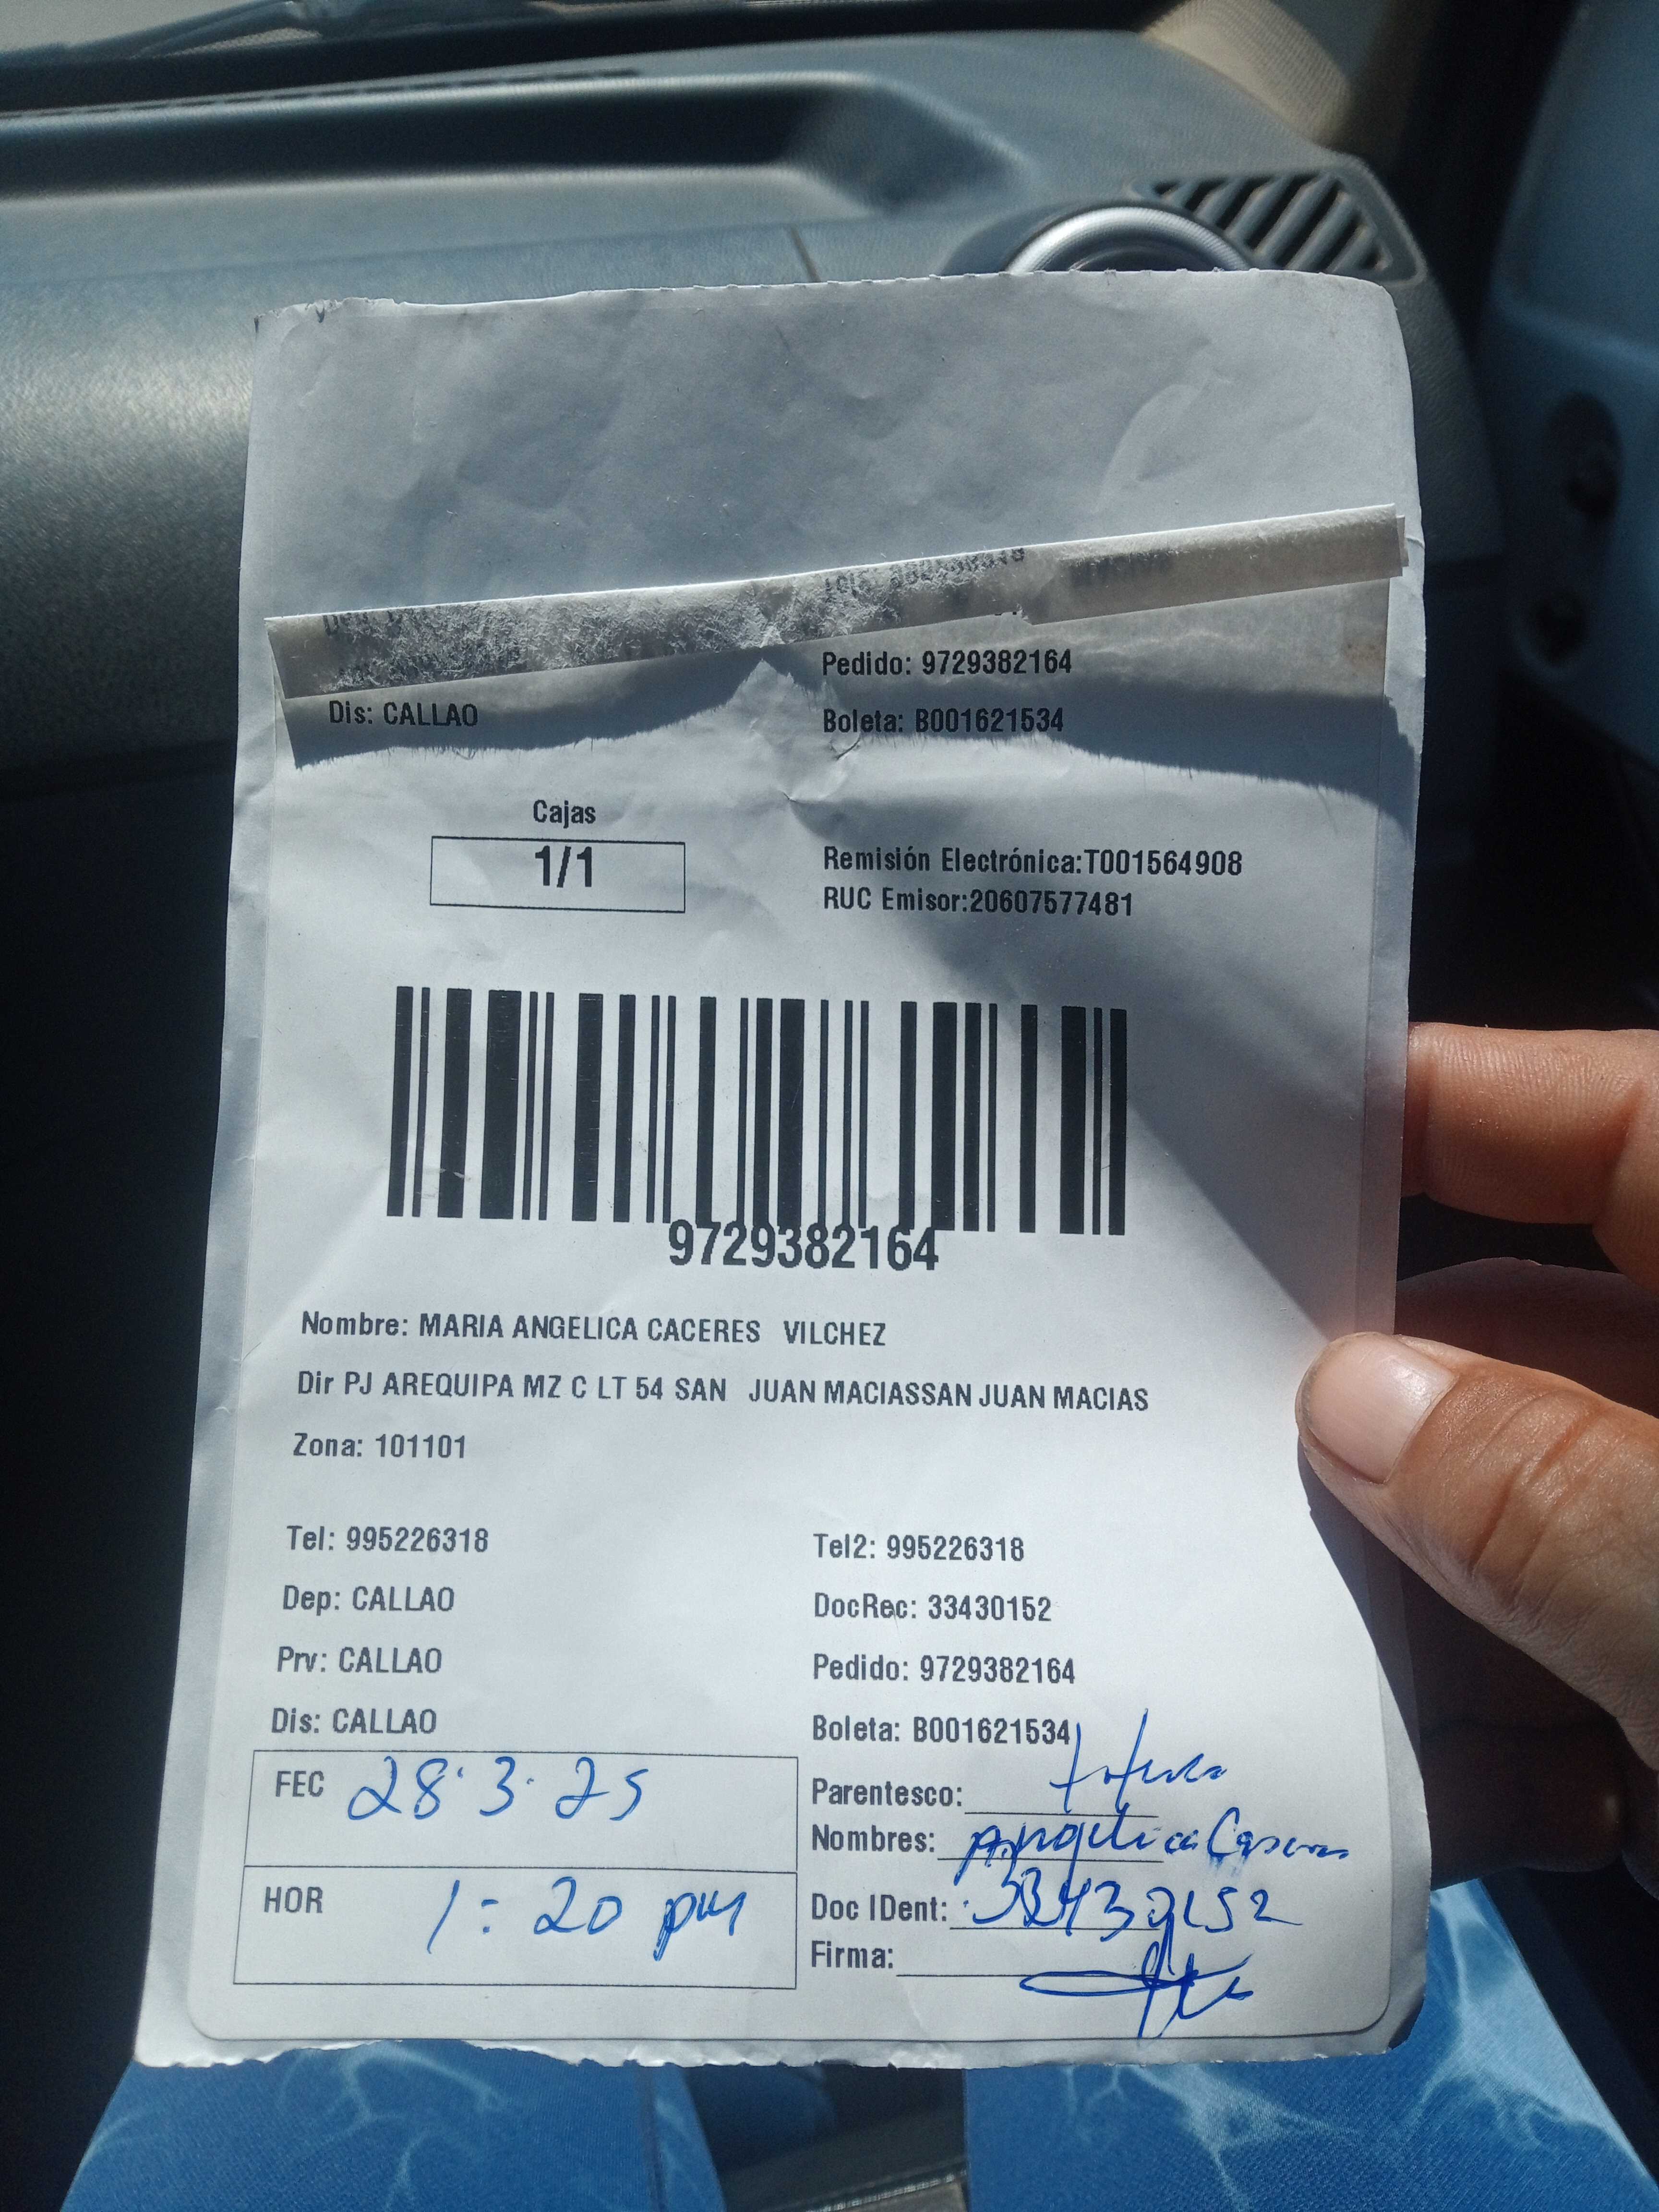 Pedido: 9729382164
Dis: CALLAO
Boleta: B001621534
Cajas
1/1
Remisión Electrónica:T001564908
RUC Emisor:20607577481
9729382164
Nombre: MARIA ANGELICA CACERES VILCHEZ
Dir PJ AREQUIPA MZ C LT 54 SAN JUAN MACIASSAN JUAN MACIAS
Zona: 101101
Tel: 995226318
Tel2: 995226318
Dep: CALLAO
DocRec: 33430152
Prv: CALLAO
Pedido: 9729382164
Dis: CALLAO
Boleta: B001621534
FEC 28.3.25
Parentesco:
Nombres: Angelica Caceres
HOR 1:20 pm
Doc IDent: 33430152
Firma: